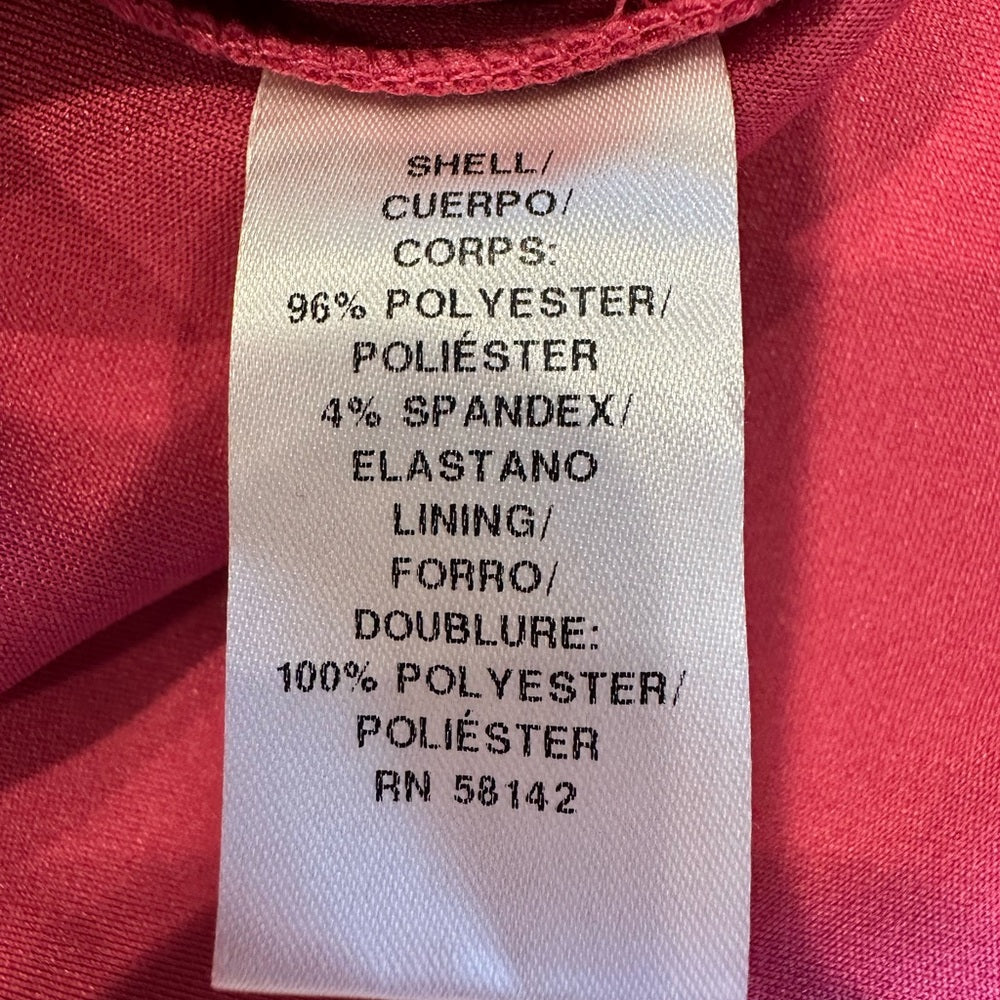 SHELL/
CUERPO/
CORPS:
96% POLYESTER/
POLIÉSTER
4% SPANDEX/
ELASTANO
LINING/
FORRO/
DOUBLURE:
100% POLYESTER/
POLIÉSTER
RN 58142